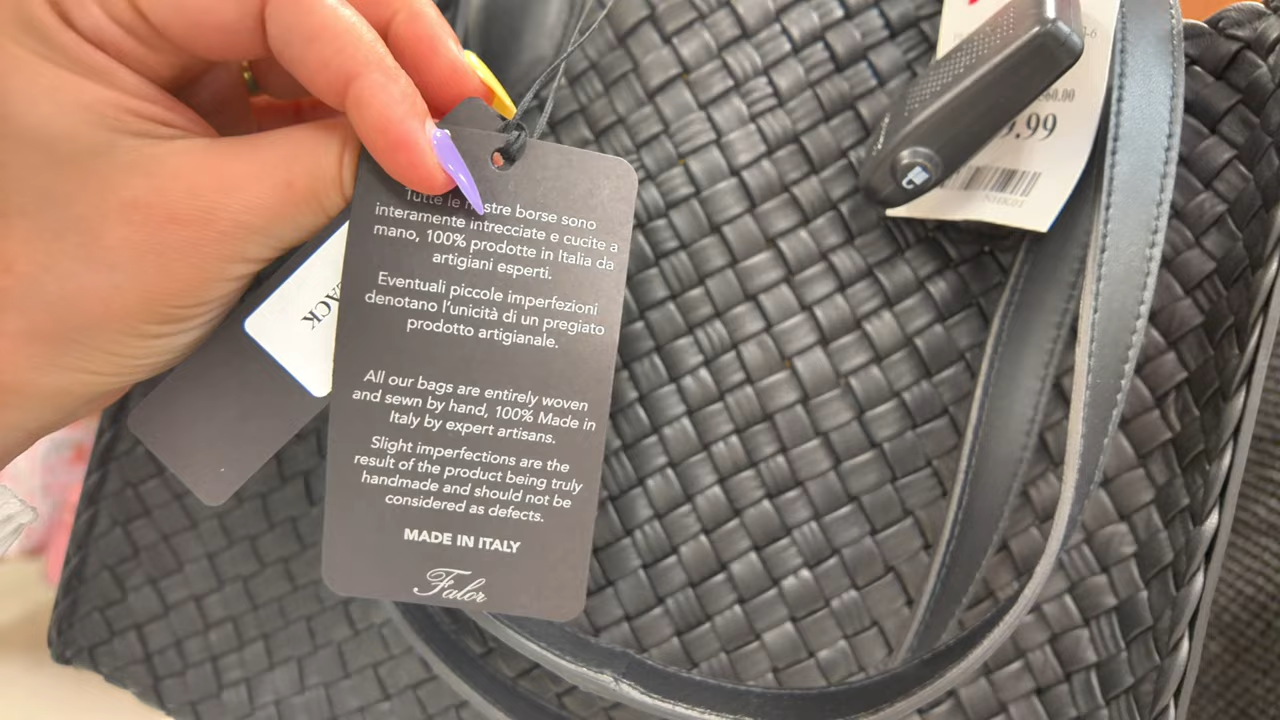 Tutte le nostre borse sono
interamente intrecciate e cucite a
mano, 100% prodotte in Italia da
artigiani esperti.
Eventuali piccole imperfezioni
denotano l'unicità di un pregiato
prodotto artigianale.
All our bags are entirely woven
and sewn by hand, 100% Made in
Italy by expert artisans.
Slight imperfections are the
result of the product being truly
handmade and should not be
considered as defects.
MADE IN ITALY
Falor
ACK
.99